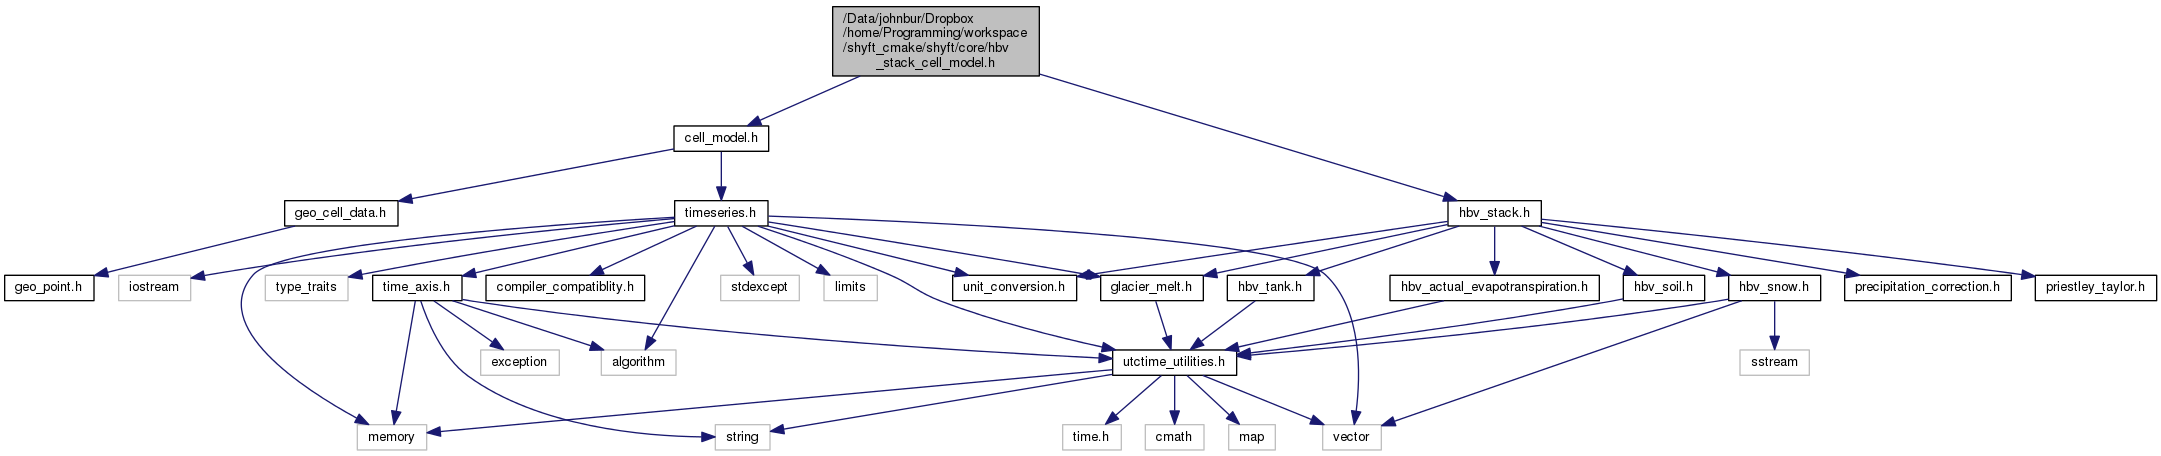 /Data/johnbur/Dropbox
/home/Programming/workspace
/shyft_cmake/shyft/core/hbv
_stack_cell_model.h
cell_model.h
geo_cell_data.h
timeseries.h
hbv_stack.h
geo_point.h
iostream
type_traits
time_axis.h
compiler_compatiblity.h
stdexcept
limits
unit_conversion.h
glacier_melt.h
hbv_tank.h
hbv_actual_evapotranspiration.h
hbv_soil.h
hbv_snow.h
precipitation_correction.h
priestley_taylor.h
exception
algorithm
utctime_utilities.h
sstream
memory
string
time.h
cmath
map
vector